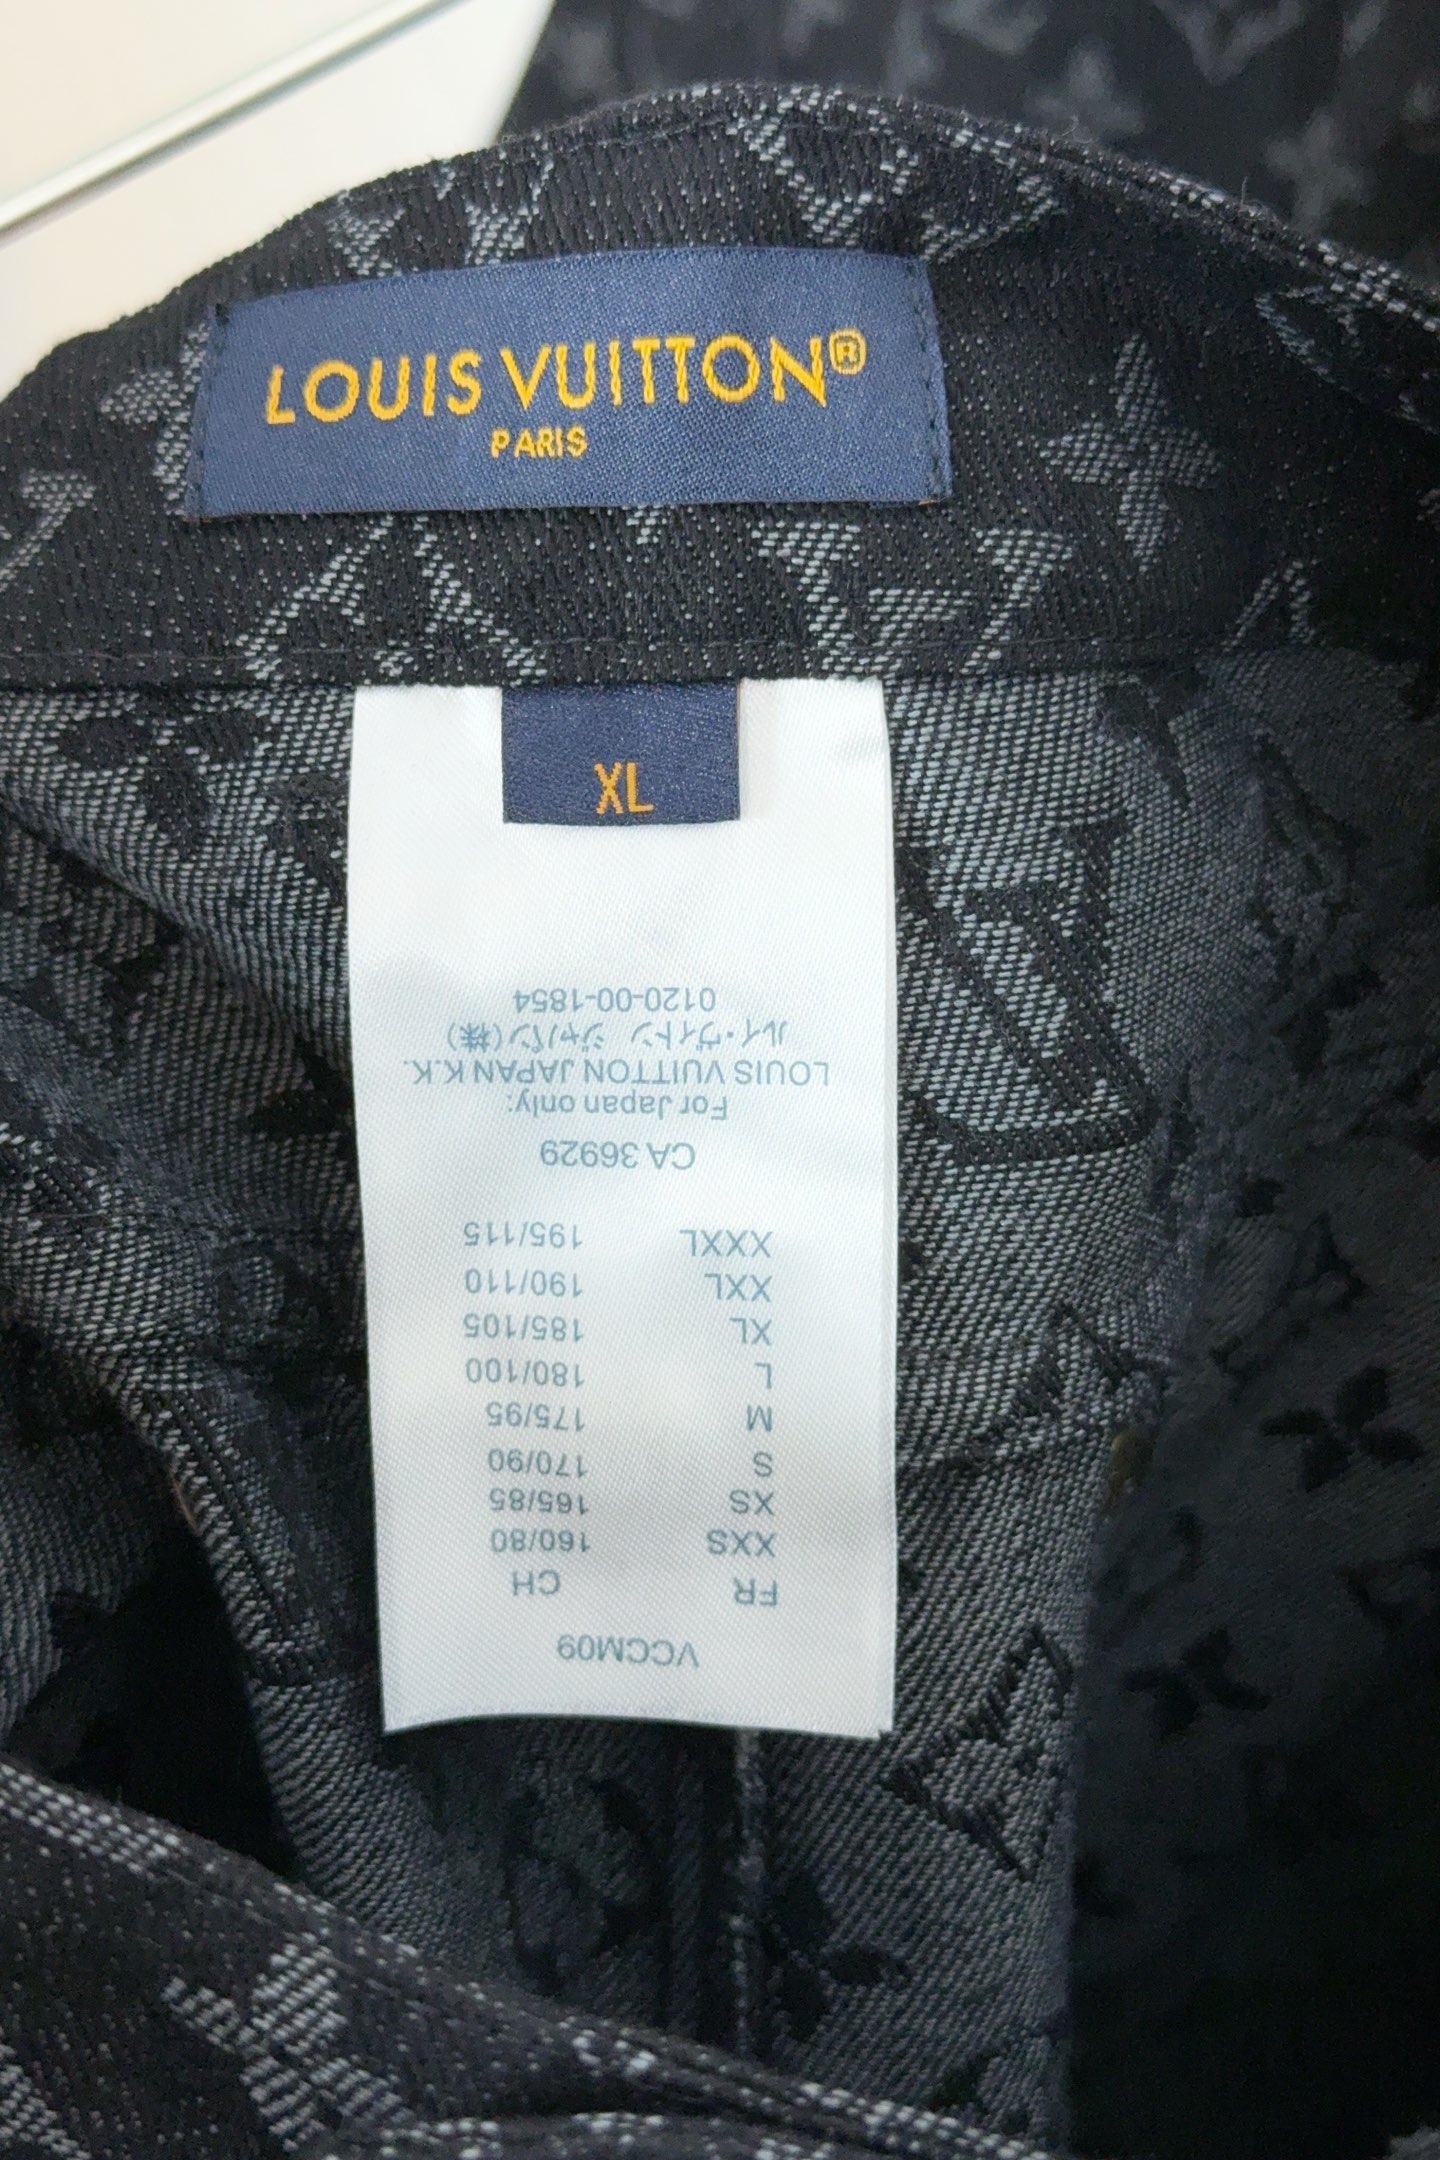 LOUIS VUITTON®
PARIS
XL
VCCM09
FR CH
XXS 160/80
XS 165/85
S 170/90
M 175/95
L 180/100
XL 185/105
XXL 190/110
XXXL 195/115
CA 36929
For Japan only:
LOUIS VUITTON JAPAN K.K.
ルイ・ヴィトン ジャパン(株)
0120-00-1854